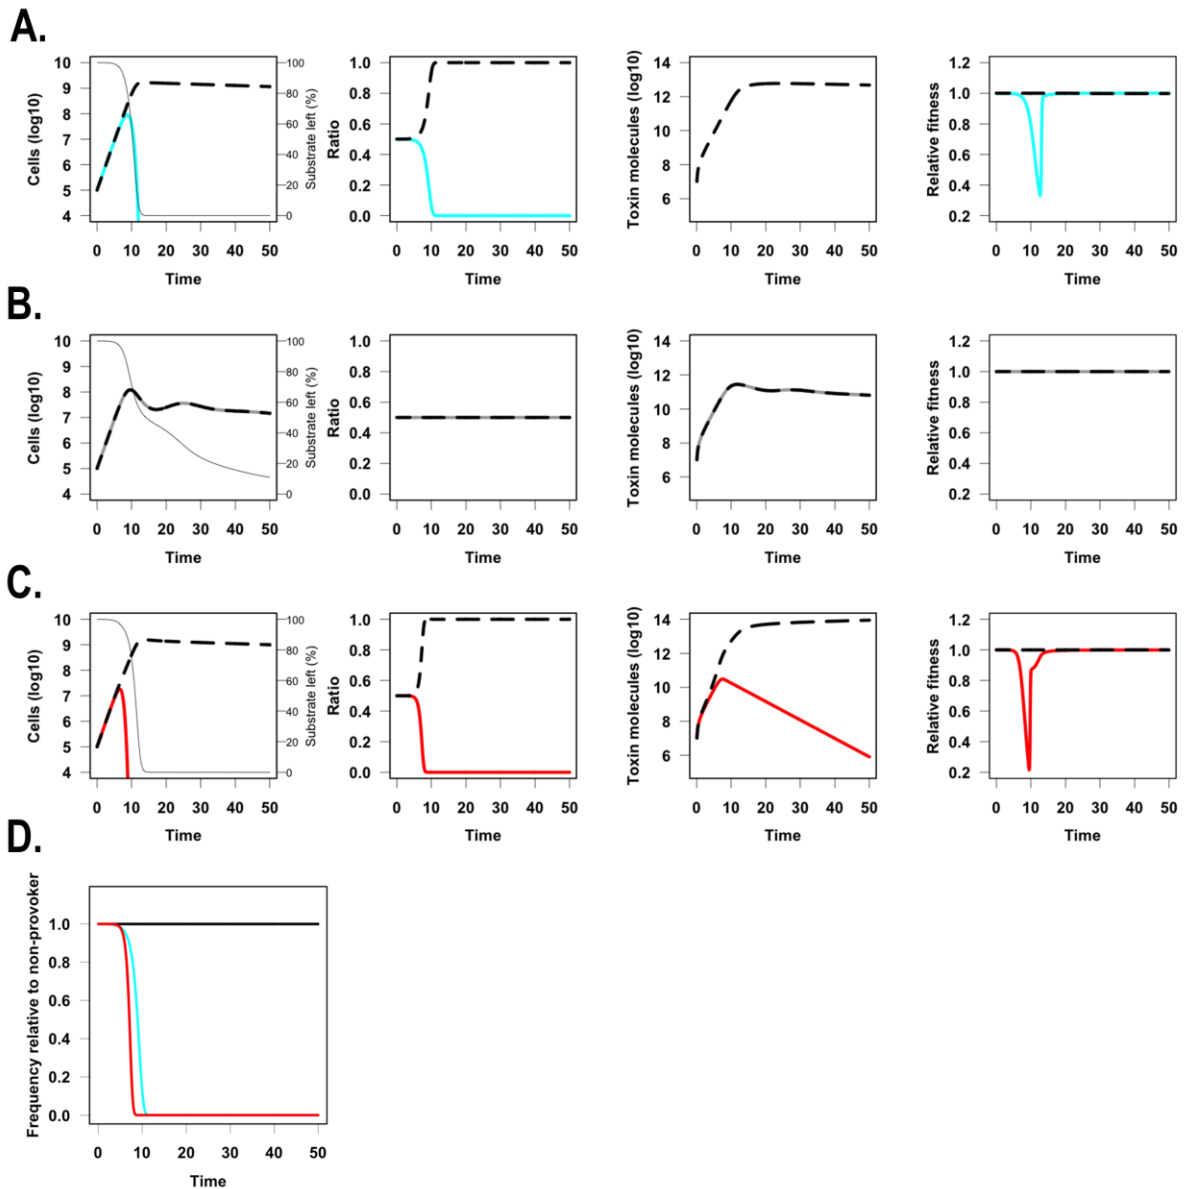 A.
Cells (log10)
10
9
8
7
6
5
4
100
80
60
40
20
0
Substrate left (%)
0 10 20 30 40 50
Time
Ratio
1.0
0.8
0.6
0.4
0.2
0.0
0 10 20 30 40 50
Time
Toxin molecules (log10)
14
12
10
8
6
0 10 20 30 40 50
Time
Relative fitness
1.2
1.0
0.8
0.6
0.4
0.2
0 10 20 30 40 50
Time
B.
Cells (log10)
10
9
8
7
6
5
4
100
80
60
40
20
0
Substrate left (%)
0 10 20 30 40 50
Time
Ratio
1.0
0.8
0.6
0.4
0.2
0.0
0 10 20 30 40 50
Time
Toxin molecules (log10)
14
12
10
8
6
0 10 20 30 40 50
Time
Relative fitness
1.2
1.0
0.8
0.6
0.4
0.2
0 10 20 30 40 50
Time
C.
Cells (log10)
10
9
8
7
6
5
4
100
80
60
40
20
0
Substrate left (%)
0 10 20 30 40 50
Time
Ratio
1.0
0.8
0.6
0.4
0.2
0.0
0 10 20 30 40 50
Time
Toxin molecules (log10)
14
12
10
8
6
0 10 20 30 40 50
Time
Relative fitness
1.2
1.0
0.8
0.6
0.4
0.2
0 10 20 30 40 50
Time
D.
Frequency relative to non-provoker
1.0
0.8
0.6
0.4
0.2
0.0
0 10 20 30 40 50
Time